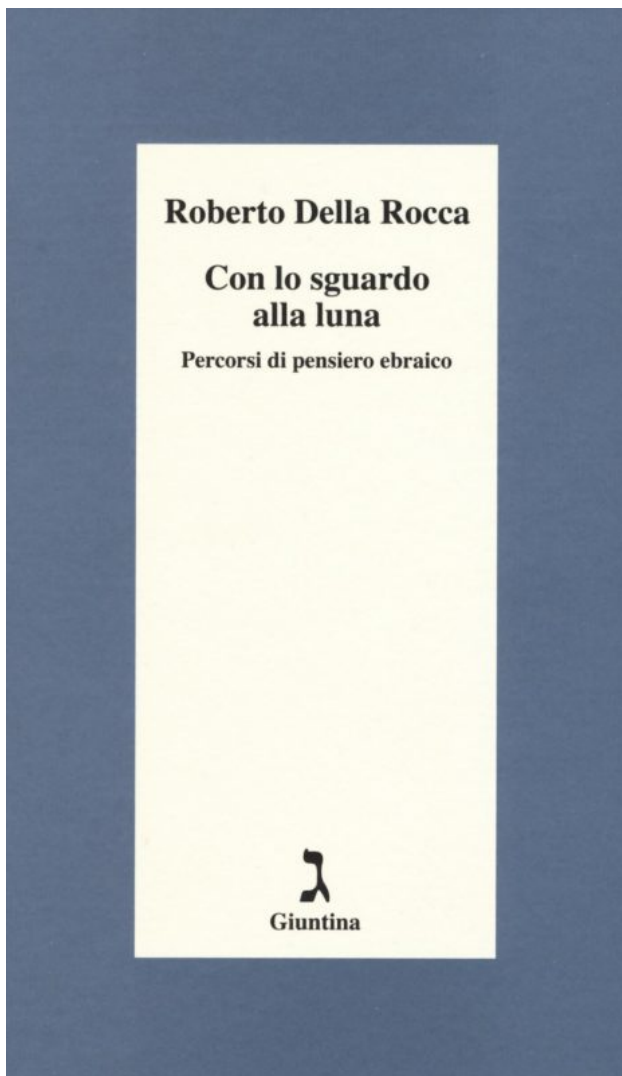 Roberto Della Rocca
Con lo sguardo
alla luna
Percorsi di pensiero ebraico
ג
Giuntina